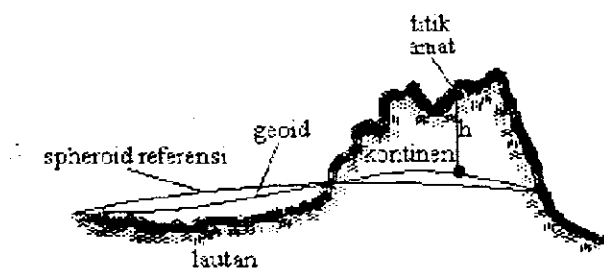 titik
amat
geoid
h
kontinen
spheroid referensi
lautan